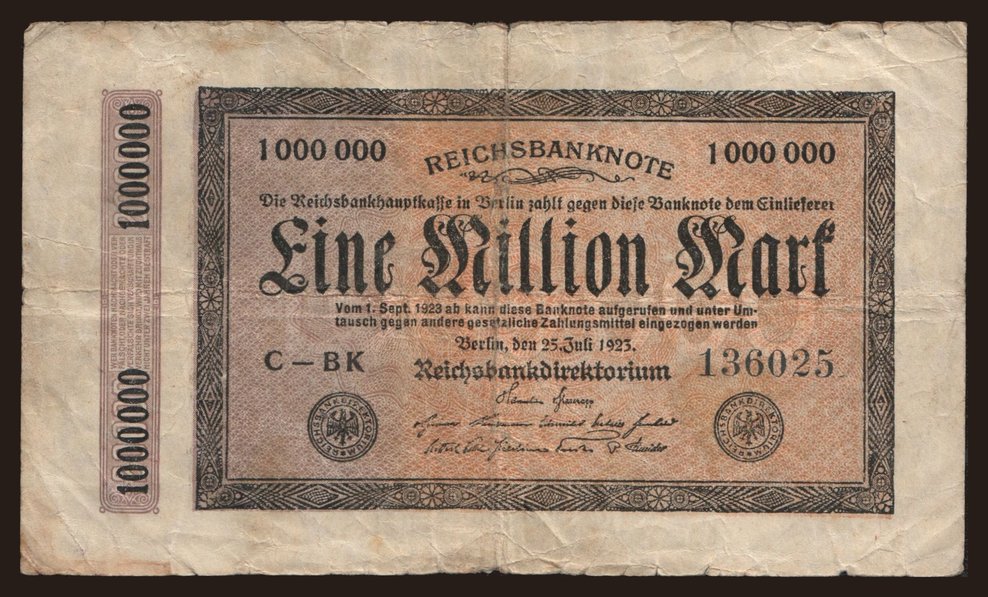 1000000
1000000
1 000 000
REICHSBANKNOTE
1 000 000
Die Reichsbankhauptkasse in Berlin zahlt gegen diese Banknote dem Einlieferer
Eine Million Mark
Vom 1. Sept. 1923 ab kann diese Banknote aufgerufen und unter Um-
tausch gegen andere gesetzliche Zahlungsmittel eingezogen werden
Berlin, den 25. Juli 1923.
C – BK
Reichsbankdirektorium
136025
REICHSBANKDIREKTORIUM
REICHSBANKDIREKTORIUM